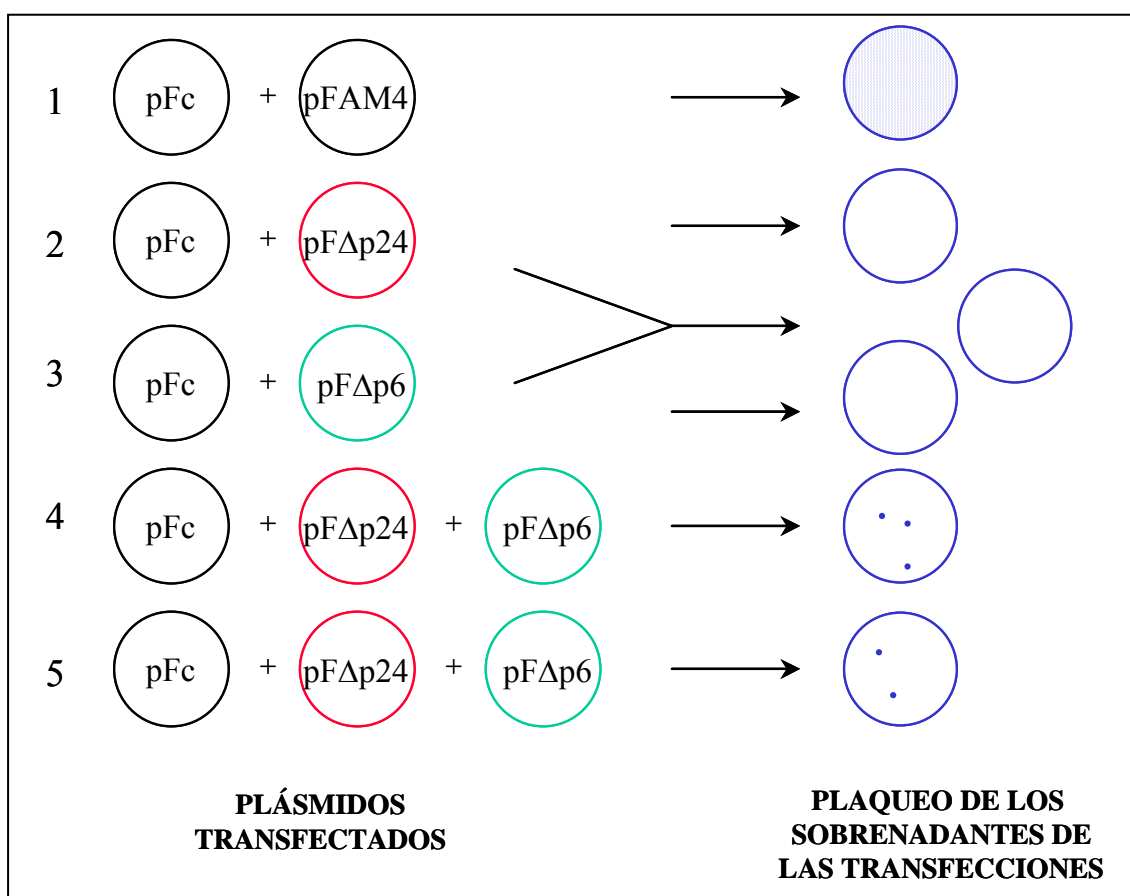 1 pFc + pFAM4
2 pFc + pFΔp24
3 pFc + pFΔp6
4 pFc + pFΔp24 + pFΔp6
5 pFc + pFΔp24 + pFΔp6
PLÁSMIDOS
TRANSFECTADOS
PLAQUEO DE LOS
SOBRENADANTES DE
LAS TRANSFECCIONES